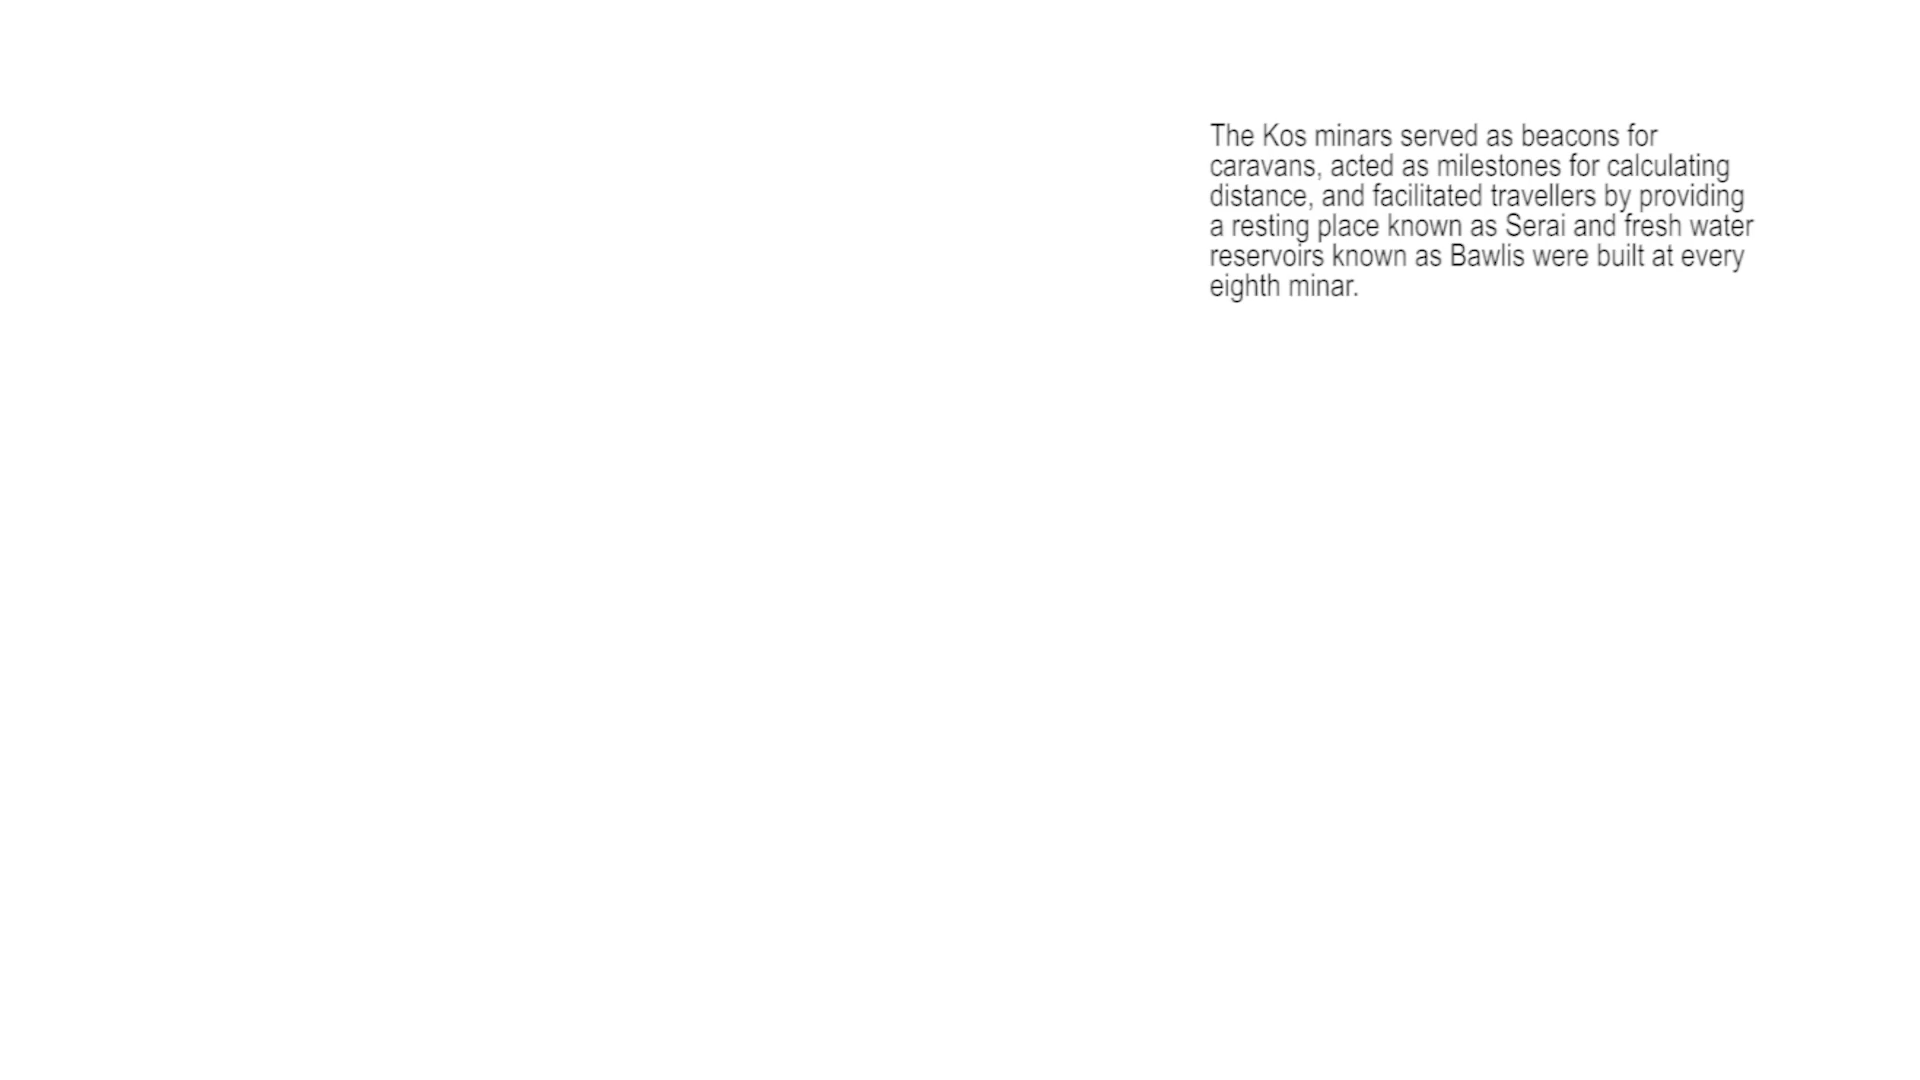 The Kos minars served as beacons for
caravans, acted as milestones for calculating
distance, and facilitated travellers by providing
a resting place known as Serai and fresh water
reservoirs known as Bawlis were built at every
eighth minar.